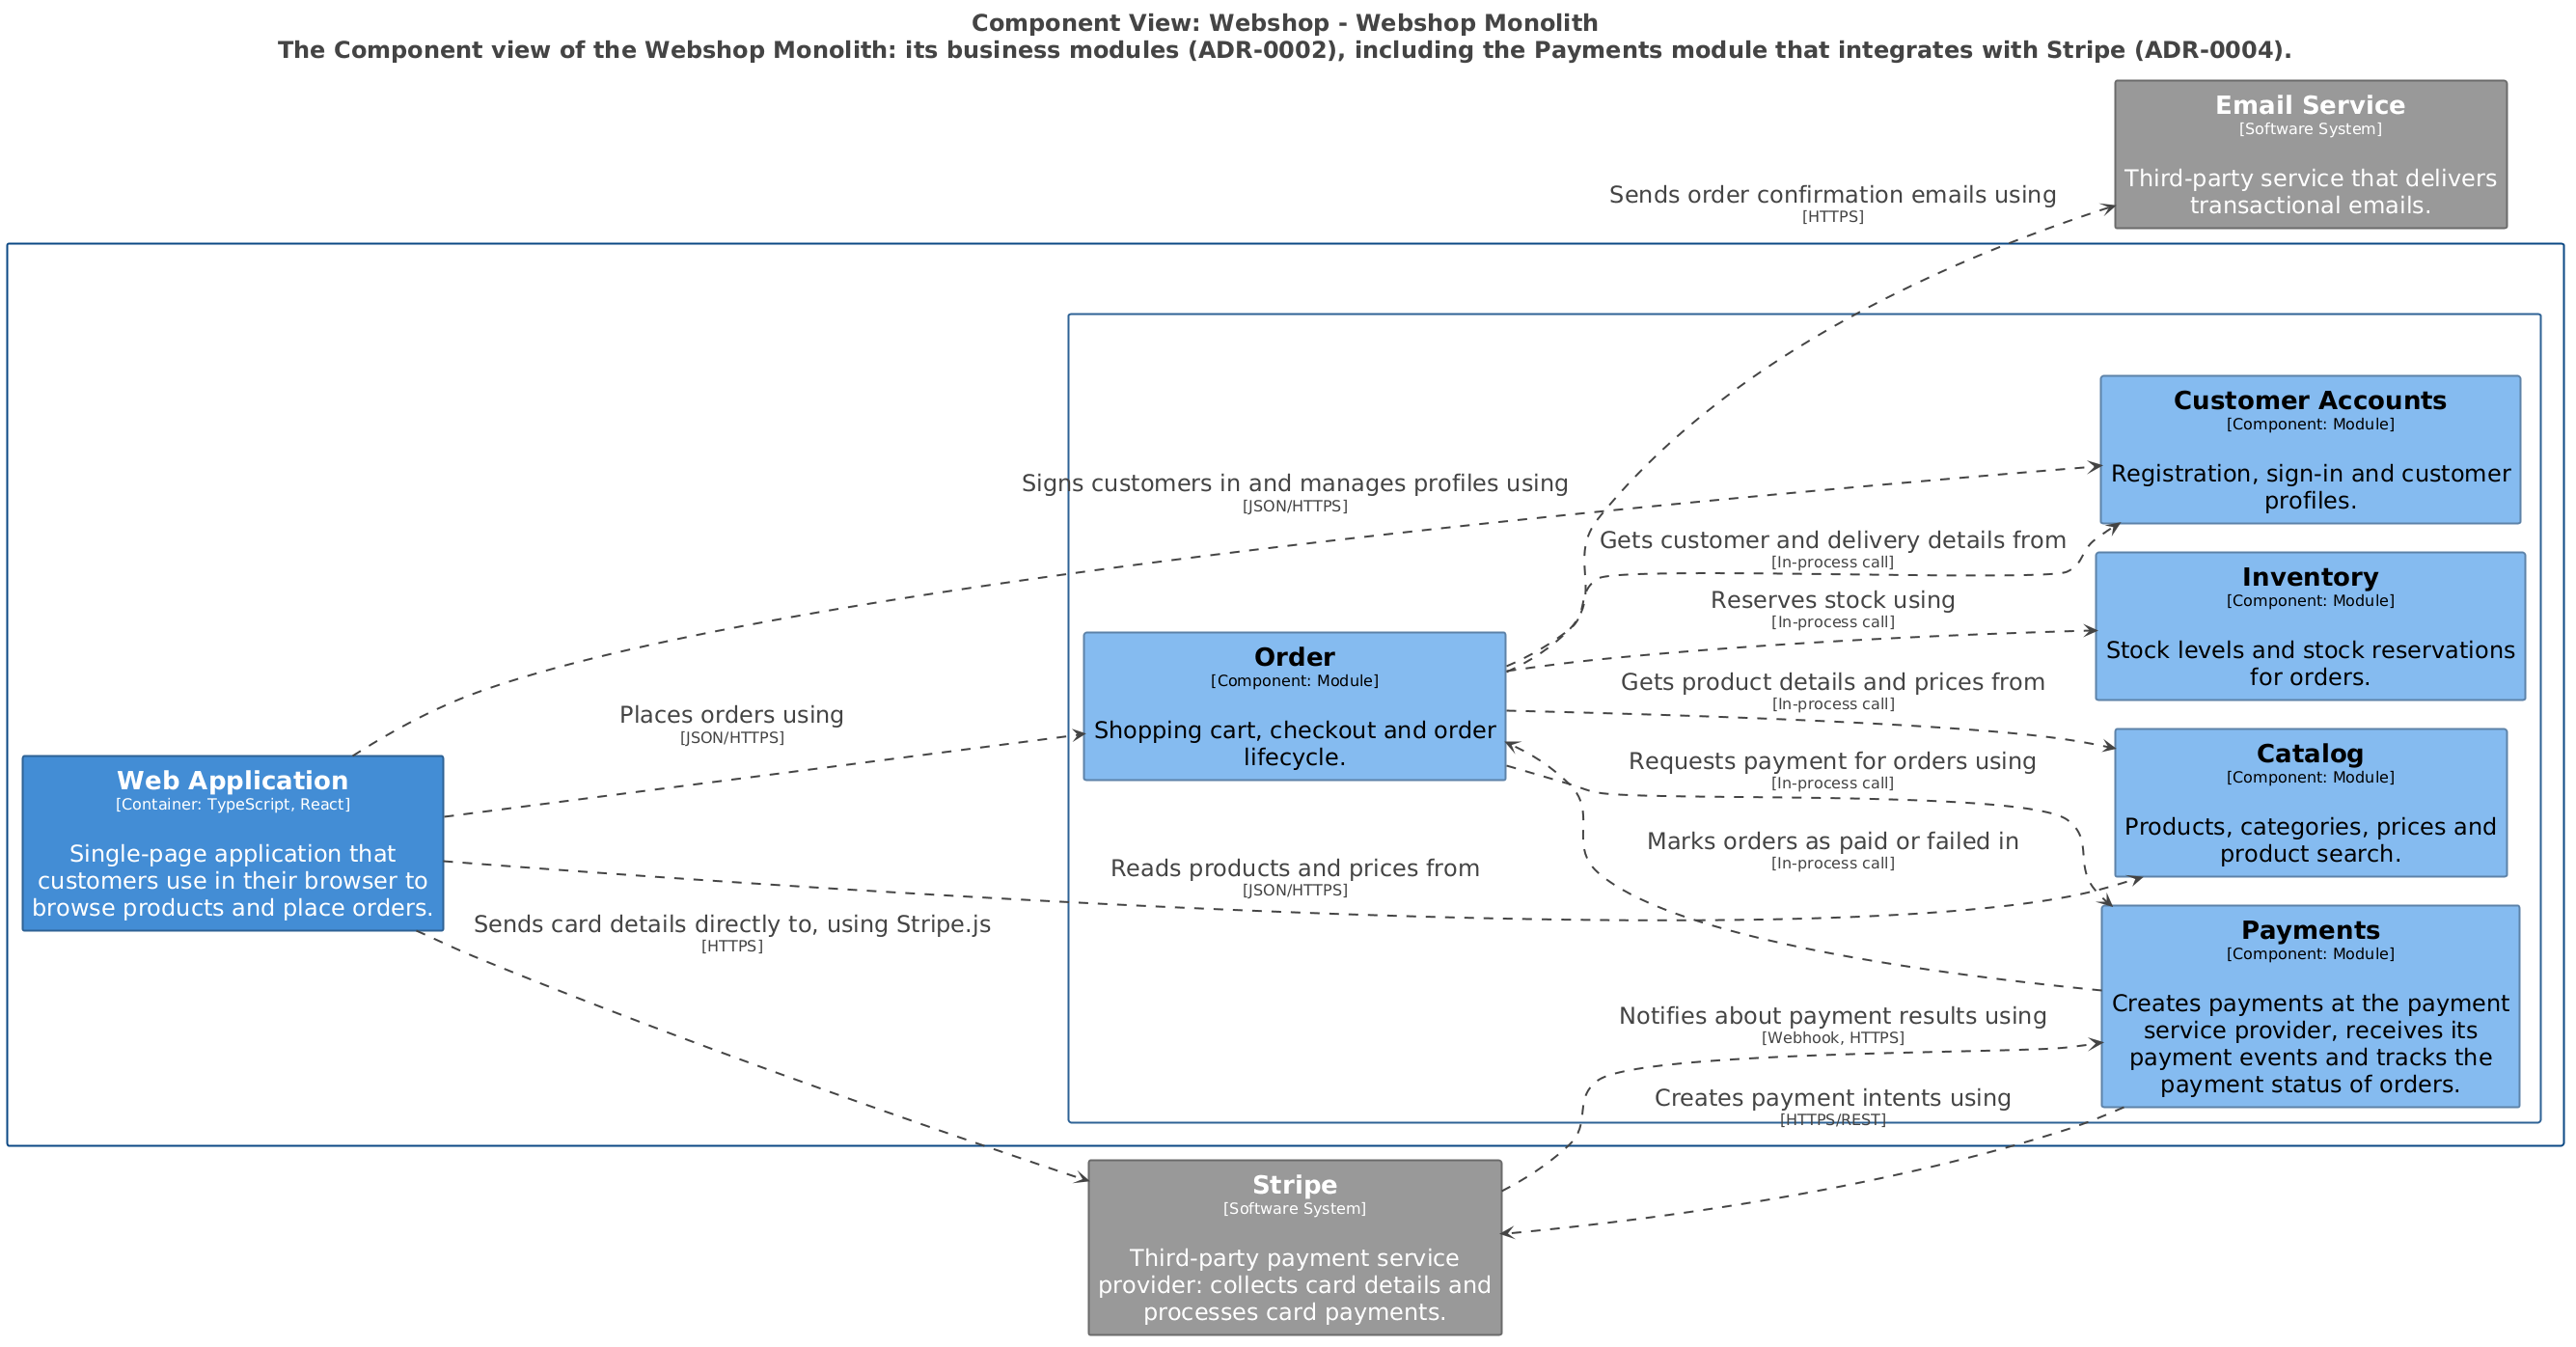 Component View: Webshop - Webshop Monolith
The Component view of the Webshop Monolith: its business modules (ADR-0002), including the Payments module that integrates with Stripe (ADR-0004).
Email Service
[Software System]
Third-party service that delivers
transactional emails.
Sends order confirmation emails using
[HTTPS]
Customer Accounts
[Component: Module]
Registration, sign-in and customer
profiles.
Signs customers in and manages profiles using
[JSON/HTTPS]
Gets customer and delivery details from
[In-process call]
Inventory
[Component: Module]
Stock levels and stock reservations
for orders.
Reserves stock using
[In-process call]
Order
[Component: Module]
Shopping cart, checkout and order
lifecycle.
Gets product details and prices from
[In-process call]
Places orders using
[JSON/HTTPS]
Catalog
[Component: Module]
Products, categories, prices and
product search.
Requests payment for orders using
[In-process call]
Web Application
[Container: TypeScript, React]
Single-page application that
customers use in their browser to
browse products and place orders.
Marks orders as paid or failed in
[In-process call]
Reads products and prices from
[JSON/HTTPS]
Sends card details directly to, using Stripe.js
[HTTPS]
Payments
[Component: Module]
Creates payments at the payment
service provider, receives its
payment events and tracks the
payment status of orders.
Notifies about payment results using
[Webhook, HTTPS]
Creates payment intents using
[HTTPS/REST]
Stripe
[Software System]
Third-party payment service
provider: collects card details and
processes card payments.